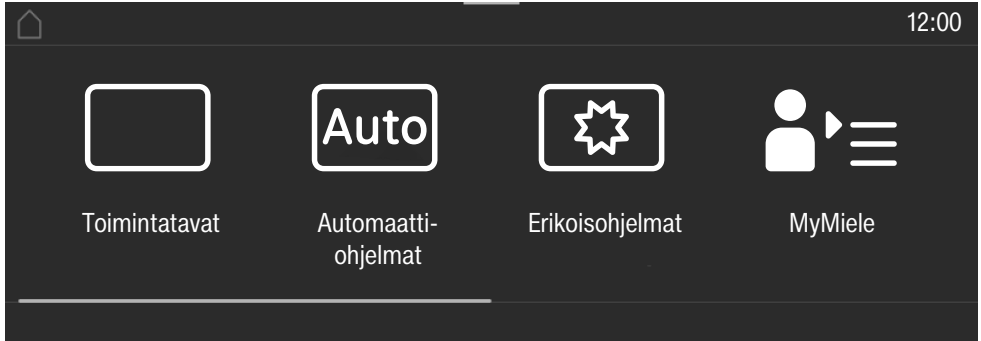 12:00
Auto
Toimintatavat
Automaatti-
ohjelmat
Erikoisohjelmat
MyMiele